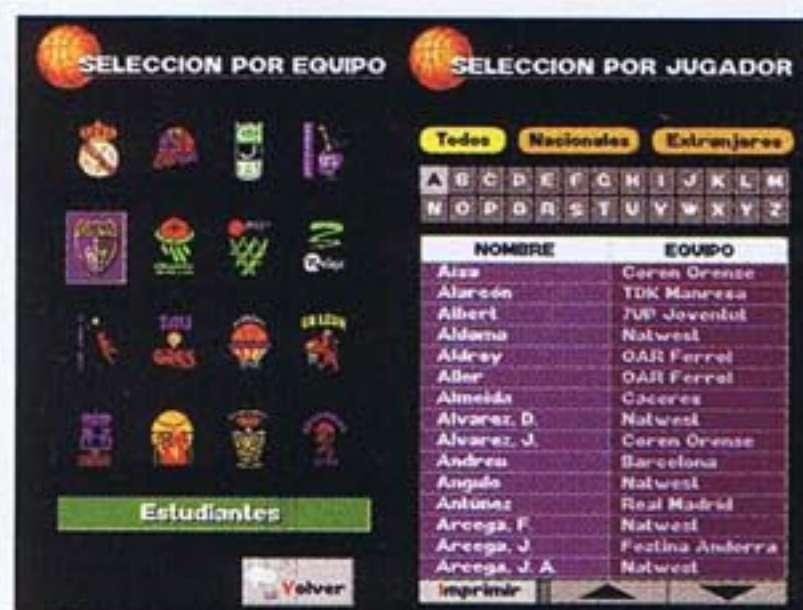 SELECCION POR EQUIPO
Estudiantes
Volver
SELECCION POR JUGADOR
Todos Nacionales Extranjeros
A B C D E F G H I J K L M
N O P Q R S T U V W X Y Z
NOMBRE EQUIPO
Aisa Coren Orense
Alarcón TDK Manresa
Albert 7UP Joventut
Aldama Natwest
Aldrey OAR Ferrol
Aller OAR Ferrol
Almeida Caceres
Alvarez, D. Natwest
Alvarez, J. Coren Orense
Andreu Barcelona
Angulo Natwest
Antúnez Real Madrid
Arcega, F. Natwest
Arcega, J. Festina Andorra
Arcega, J. A. Natwest
Imprimir